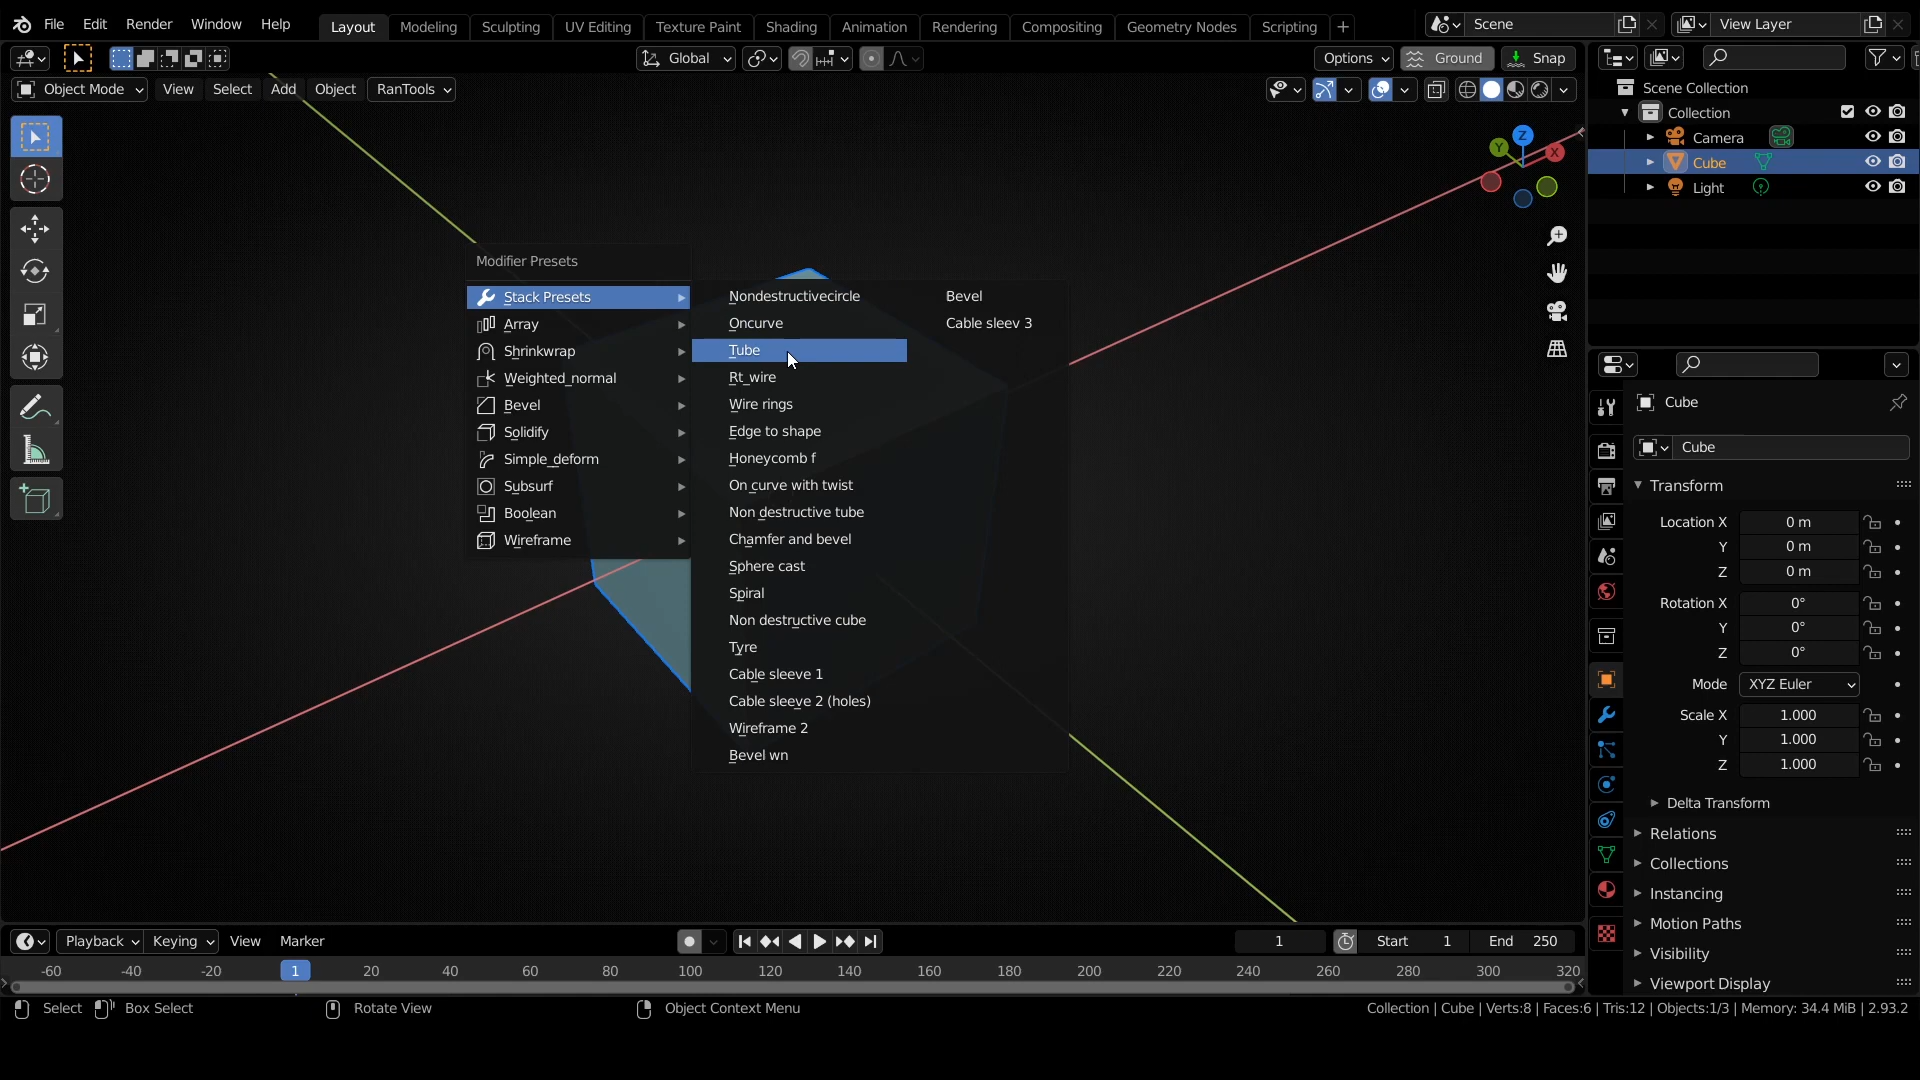 File Edit Render Window Help Layout Modeling Sculpting UV Editing Texture Paint Shading Animation Rendering Compositing Geometry Nodes Scripting + Scene View Layer
Global Options Ground Snap
Object Mode View Select Add Object RanTools
Scene Collection
Collection
Camera
Cube
Light
Z
Y
X
Modifier Presets
Stack Presets
Array
Shrinkwrap
Weighted_normal
Bevel
Solidify
Simple_deform
Subsurf
Boolean
Wireframe
Nondestructivecircle
Oncurve
Tube
Rt_wire
Wire rings
Edge to shape
Honeycomb f
On curve with twist
Non destructive tube
Chamfer and bevel
Sphere cast
Spiral
Non destructive cube
Tyre
Cable sleeve 1
Cable sleeve 2 (holes)
Wireframe 2
Bevel wn
Bevel
Cable sleev 3
Cube
Cube
Transform
Location X 0 m
Y 0 m
Z 0 m
Rotation X 0°
Y 0°
Z 0°
Mode XYZ Euler
Scale X 1.000
Y 1.000
Z 1.000
Delta Transform
Relations
Collections
Instancing
Motion Paths
Visibility
Viewport Display
Playback Keying View Marker 1 Start 1 End 250
-60 -40 -20 1 20 40 60 80 100 120 140 160 180 200 220 240 260 280 300 320
Select Box Select Rotate View Object Context Menu Collection | Cube | Verts:8 | Faces:6 | Tris:12 | Objects:1/3 | Memory: 34.4 MiB | 2.93.2